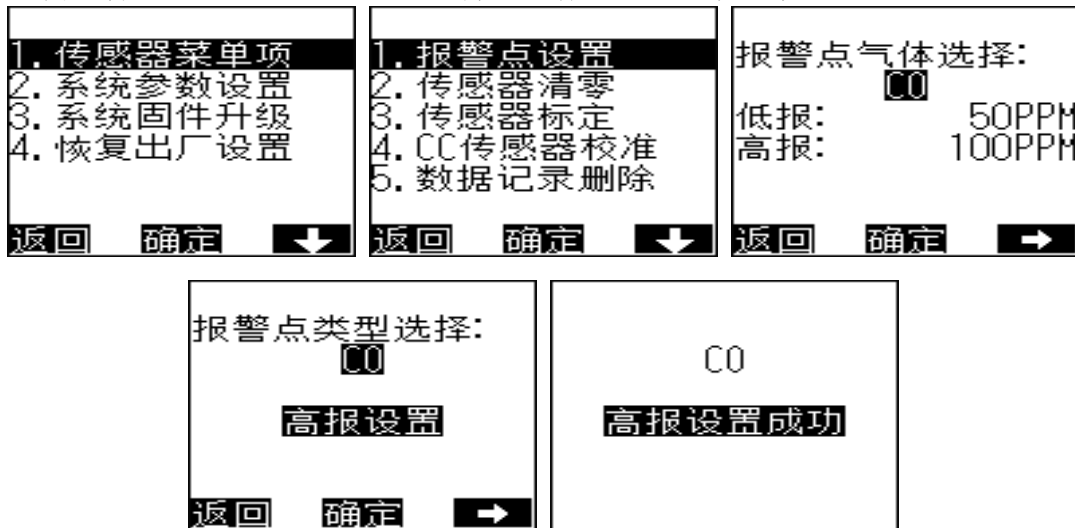 1.传感器菜单项
2.系统参数设置
3.系统固件升级
4.恢复出厂设置
返回 确定
1.报警点设置
2.传感器清零
3.传感器标定
4.CC传感器校准
5.数据记录删除
返回 确定
报警点气体选择:
CO
低报: 50PPM
高报: 100PPM
返回 确定
报警点类型选择:
CO
高报设置
返回 确定
CO
高报设置成功